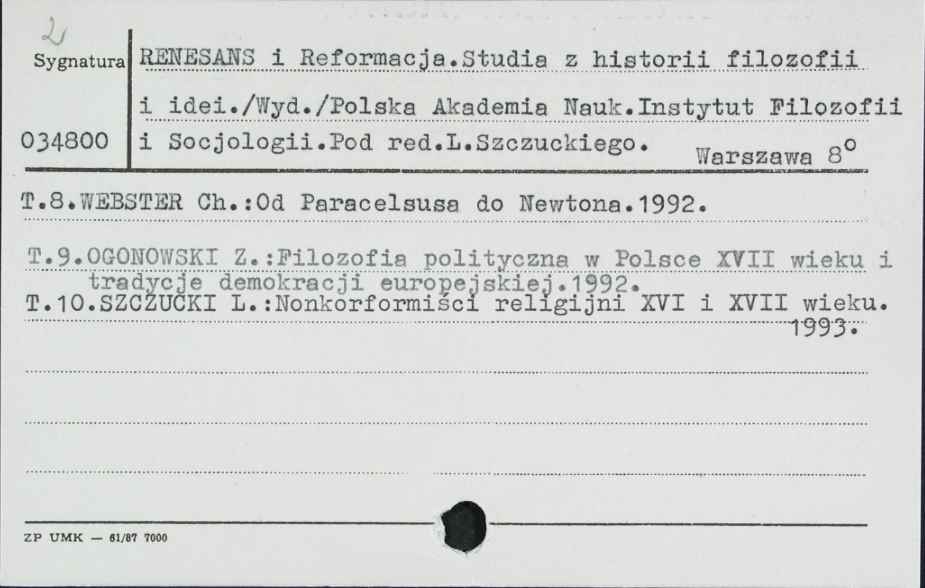 2
Sygnatura
034800
RENESANS i Reformacja.Studia z historii filozofii
i idei./Wyd./Polska Akademia Nauk.Instytut Filozofii
i Socjologii.Pod red.L.Szczuckiego.
Warszawa 8°
T.8.WEBSTER Ch.:Od Paracelsusa do Newtona.1992.
T.9.OGONOWSKI Z.:Filozofia polityczna w Polsce XVII wieku i
tradycje demokracji europejskiej.1992.
T.10.SZCZUCKI L.:Nonkorformiści religijni XVI i XVII wieku.
1993.
ZP UMK — 61/87 7000